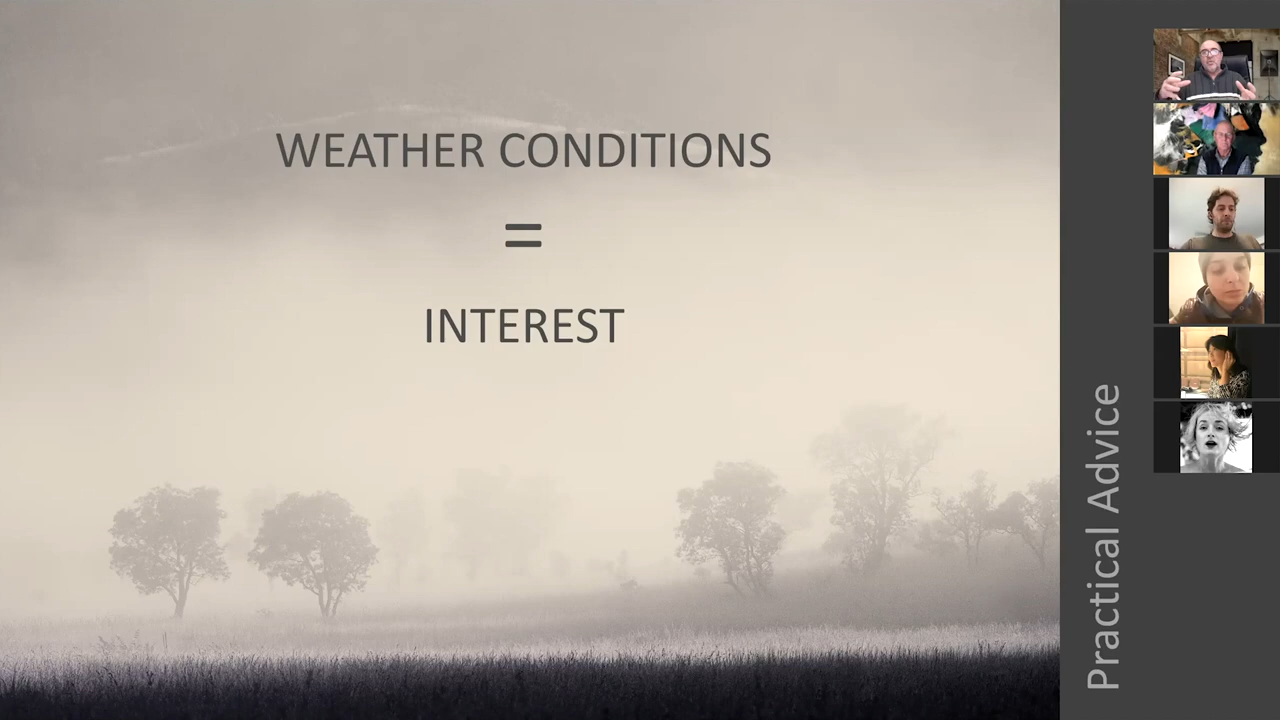 WEATHER CONDITIONS
=
INTEREST
Practical Advice